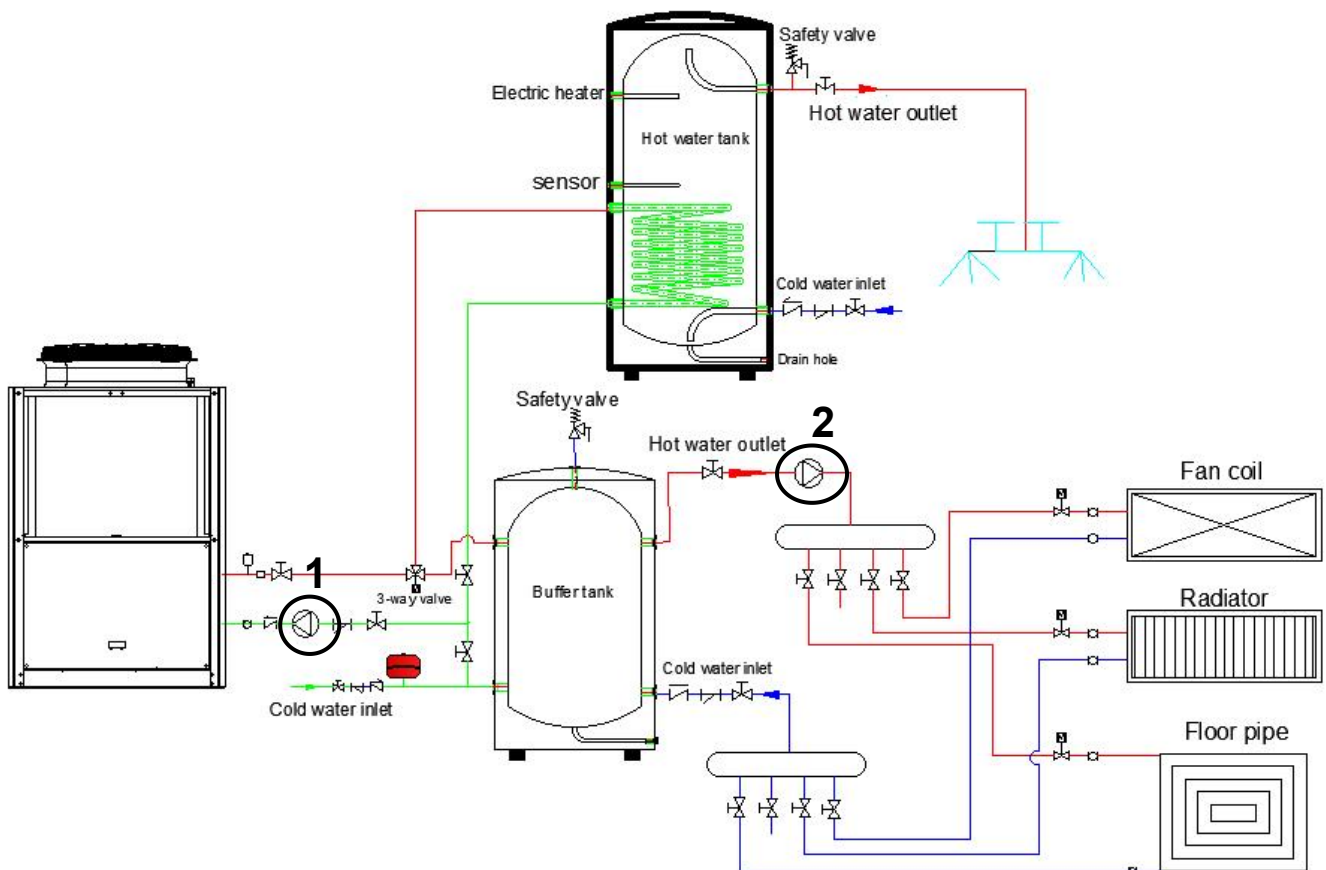 Safety valve
Electric heater
Hot water outlet
Hot water tank
sensor
Cold water inlet
Drain hole
Safety valve
2
Hot water outlet
Fan coil
1
3-way valve
Buffer tank
Radiator
Cold water inlet
Cold water inlet
Floor pipe